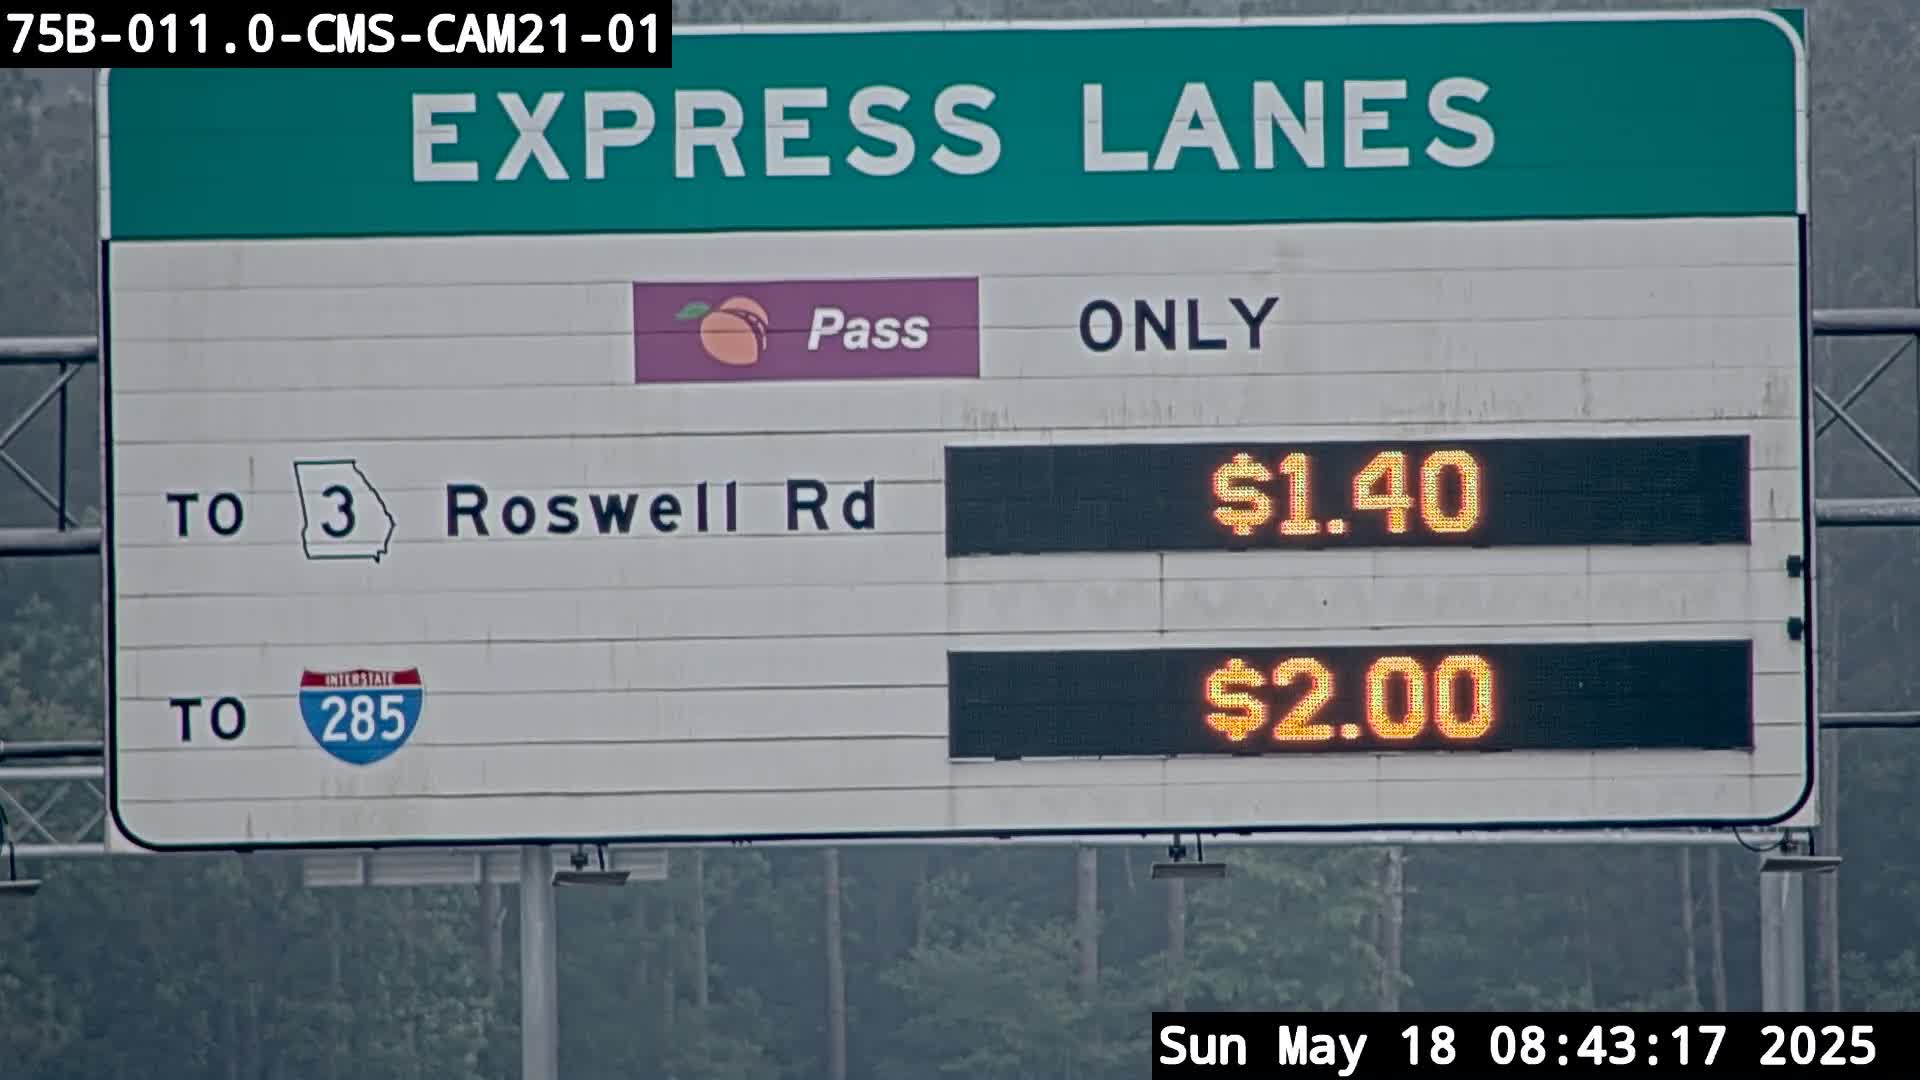 75B-011.0-CMS-CAM21-01
EXPRESS LANES
Pass ONLY
TO 3 Roswell Rd $1.40
TO INTERSTATE 285 $2.00
Sun May 18 08:43:17 2025